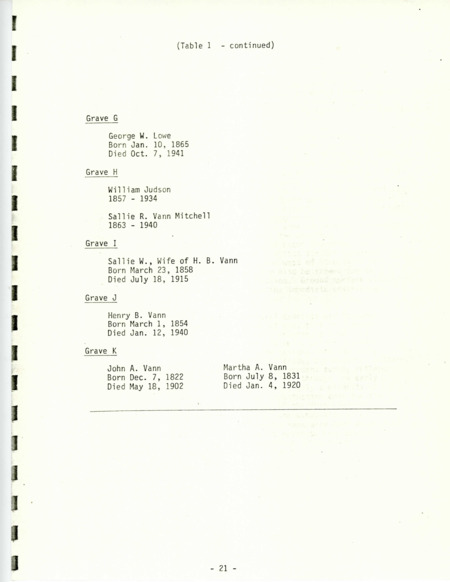 (Table 1 - continued)
Grave G
George W. Lowe
Born Jan. 10, 1865
Died Oct. 7, 1941
Grave H
William Judson
1857 - 1934
Sallie R. Vann Mitchell
1863 - 1940
Grave I
Sallie W., Wife of H. B. Vann
Born March 23, 1858
Died July 18, 1915
Grave J
Henry B. Vann
Born March 1, 1854
Died Jan. 12, 1940
Grave K
John A. Vann
Born Dec. 7, 1822
Died May 18, 1902
Martha A. Vann
Born July 8, 1831
Died Jan. 4, 1920
- 21 -